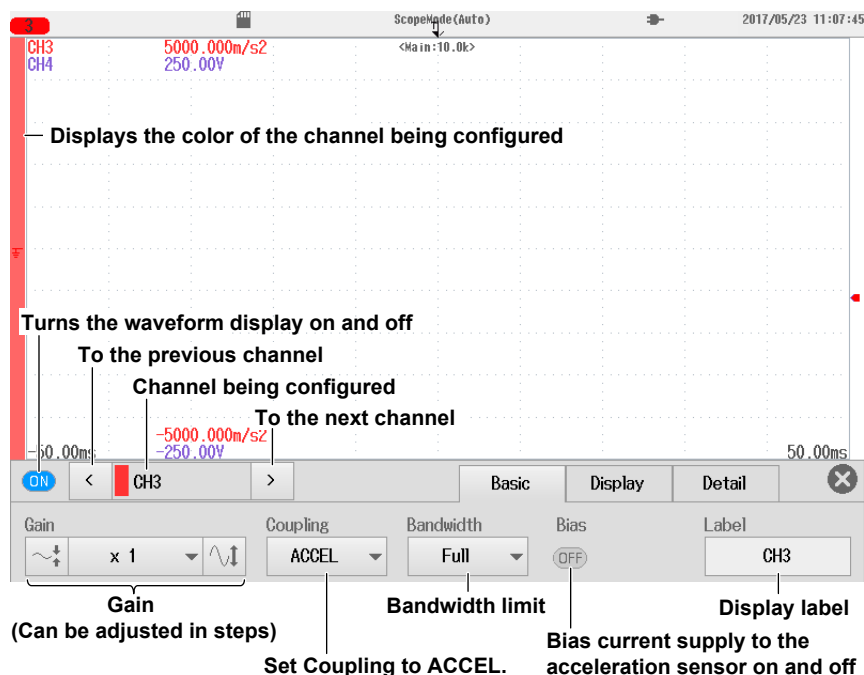 3
ScopeMode(Auto)
2017/05/23 11:07:45
CH3 5000.000m/s2
<Main:10.0k>
CH4 250.00V
Displays the color of the channel being configured
Turns the waveform display on and off
To the previous channel
Channel being configured
To the next channel
-5000.000m/s2
-50.00ms -250.00V 50.00ms
ON < CH3 > Basic Display Detail
Gain Coupling Bandwidth Bias Label
x 1 ACCEL Full OFF CH3
Gain
(Can be adjusted in steps)
Bandwidth limit
Display label
Set Coupling to ACCEL.
Bias current supply to the
acceleration sensor on and off